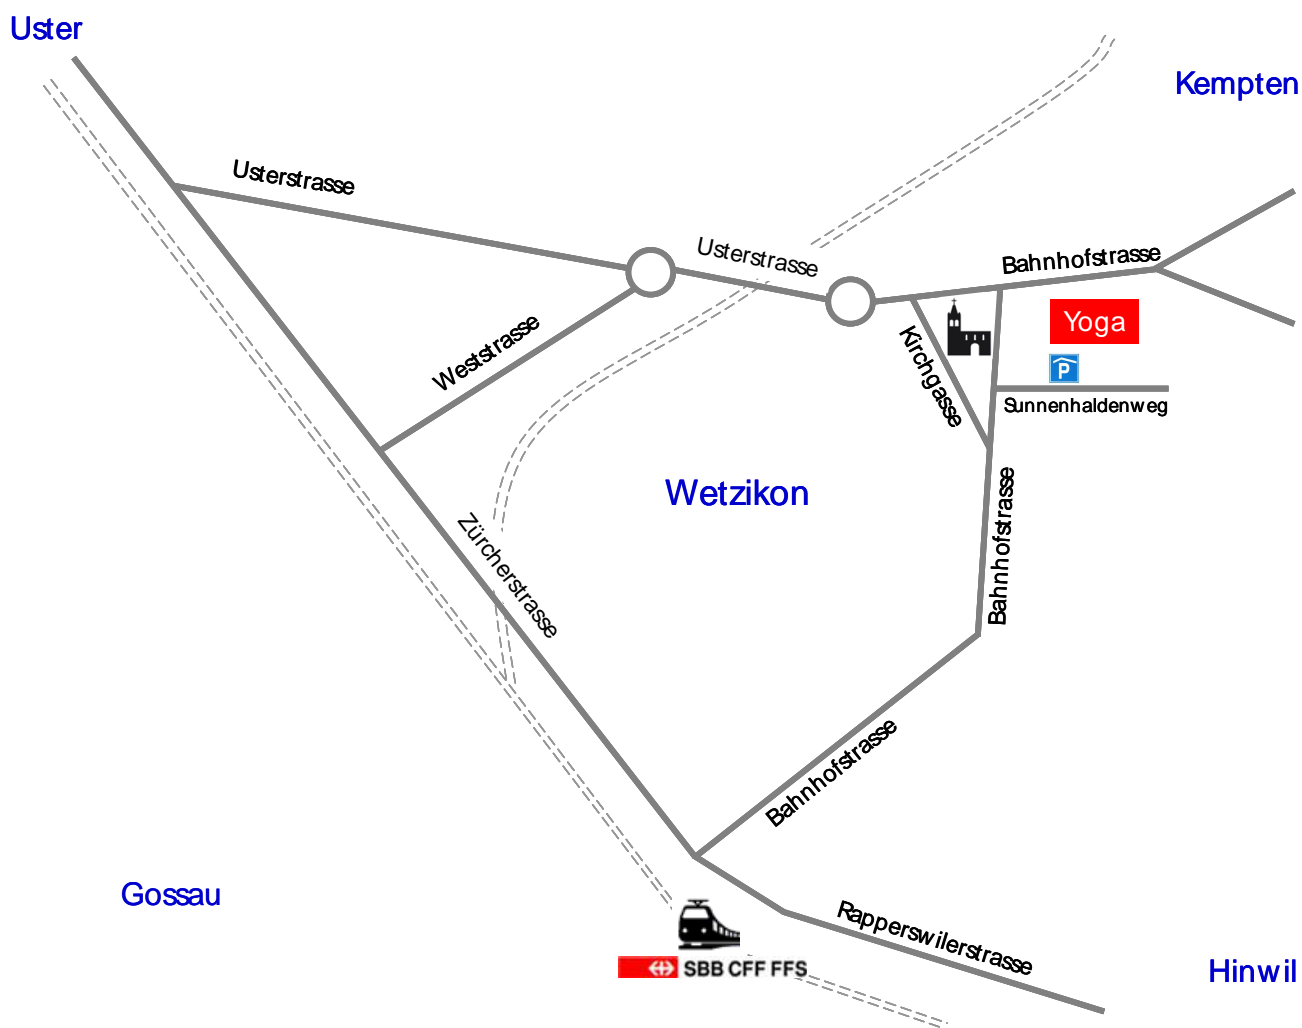 Uster
Kempten
Usterstrasse
Usterstrasse
Bahnhofstrasse
Yoga
Weststrasse
Kirchgasse
P
Sunnenhaldenweg
Wetzikon
Bahnhofstrasse
Zürcherstrasse
Bahnhofstrasse
Gossau
Rapperswilerstrasse
SBB CFF FFS
Hinwil